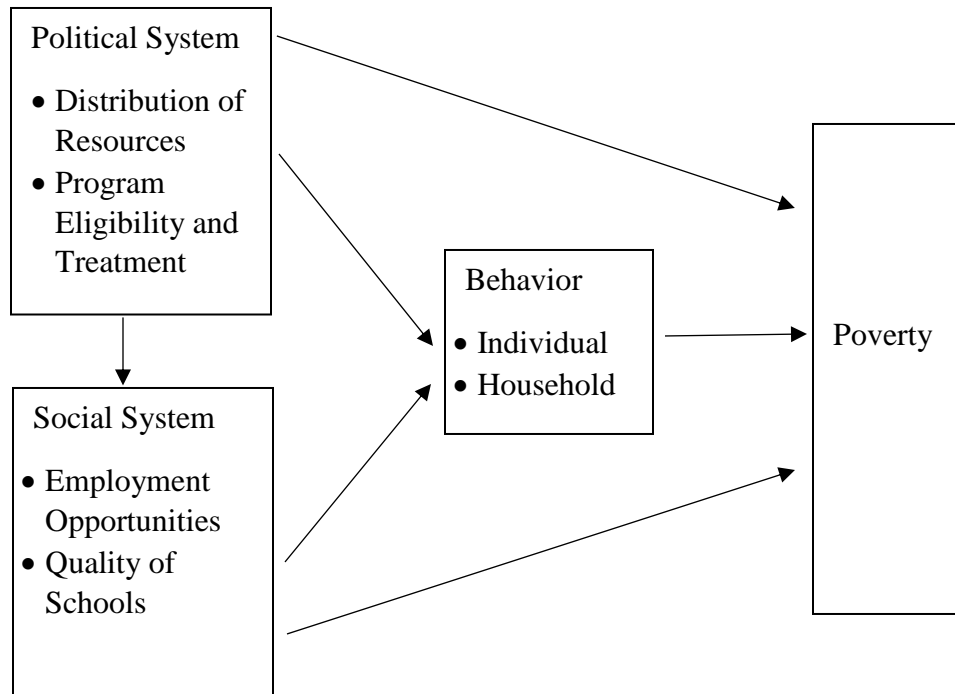 Political System
• Distribution of
Resources
• Program
Eligibility and
Treatment
Social System
• Employment
Opportunities
• Quality of
Schools
Behavior
• Individual
• Household
Poverty